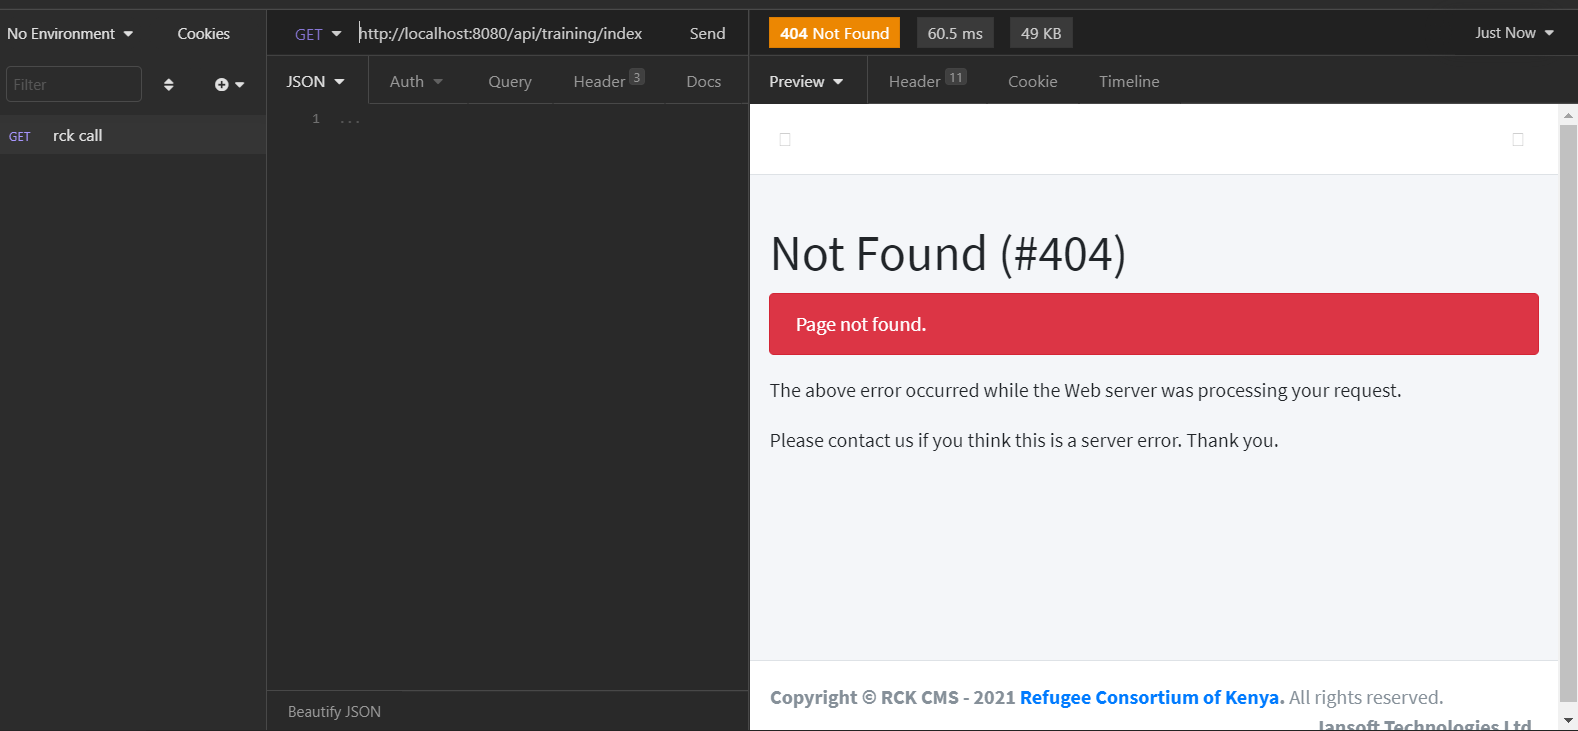 No Environment Cookies
GET http://localhost:8080/api/training/index Send
404 Not Found 60.5 ms 49 KB Just Now
Filter
JSON Auth Query Header 3 Docs
Preview Header 11 Cookie Timeline
GET rck call
1 ...
Not Found (#404)
Page not found.
The above error occurred while the Web server was processing your request.
Please contact us if you think this is a server error. Thank you.
Beautify JSON
Copyright © RCK CMS - 2021 Refugee Consortium of Kenya. All rights reserved.
Jansoft Technologies Ltd